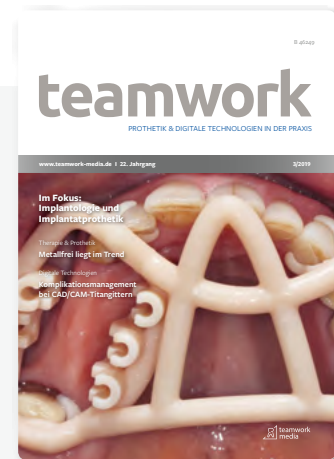 B 46049
teamwork
PROTHETIK & DIGITALE TECHNOLOGIEN IN DER PRAXIS
www.teamwork-media.de I 22. Jahrgang
3/2019
Im Fokus:
Implantologie und
Implantatprothetik
Therapie & Prothetik
Metallfrei liegt im Trend
Digitale Technologien
Komplikationsmanagement
bei CAD/CAM-Titangittern
teamwork
media